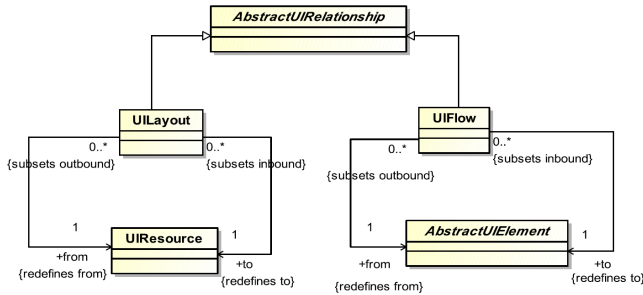 AbstractUIRelationship
UILayout
UIFlow
0..*
0..*
{subsets outbound}
{subsets inbound}
0..*
0..*
{subsets outbound}
{subsets inbound}
1
UIResource
1
+from
{redefines from}
+to
{redefines to}
1
AbstractUIElement
1
+from
{redefines from}
+to
{redefines to}